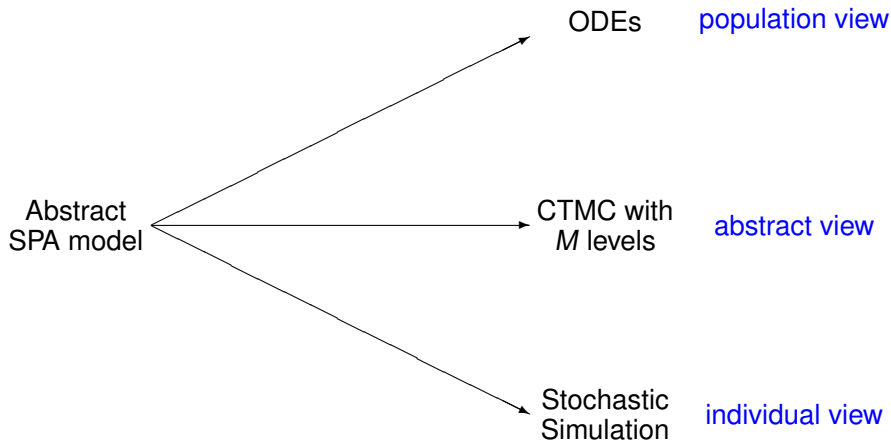 ODEs
population view
Abstract
SPA model
CTMC with
M levels
abstract view
Stochastic
Simulation
individual view